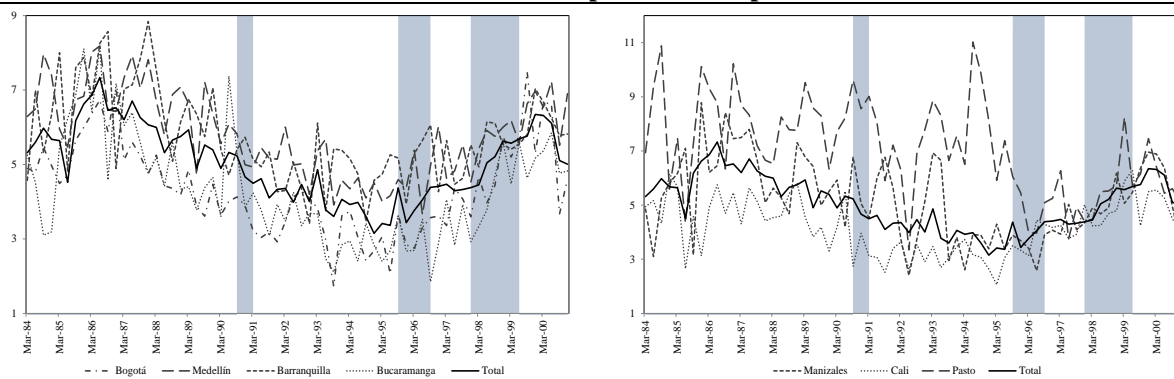 9
7
5
3
1
Mar-84
Mar-85
Mar-86
Mar-87
Mar-88
Mar-89
Mar-90
Mar-91
Mar-92
Mar-93
Mar-94
Mar-95
Mar-96
Mar-97
Mar-98
Mar-99
Mar-00
Bogotá Medellín Barranquilla Bucaramanga Total
11
9
7
5
3
1
Mar-84
Mar-85
Mar-86
Mar-87
Mar-88
Mar-89
Mar-90
Mar-91
Mar-92
Mar-93
Mar-94
Mar-95
Mar-96
Mar-97
Mar-98
Mar-99
Mar-00
Manizales Cali Pasto Total